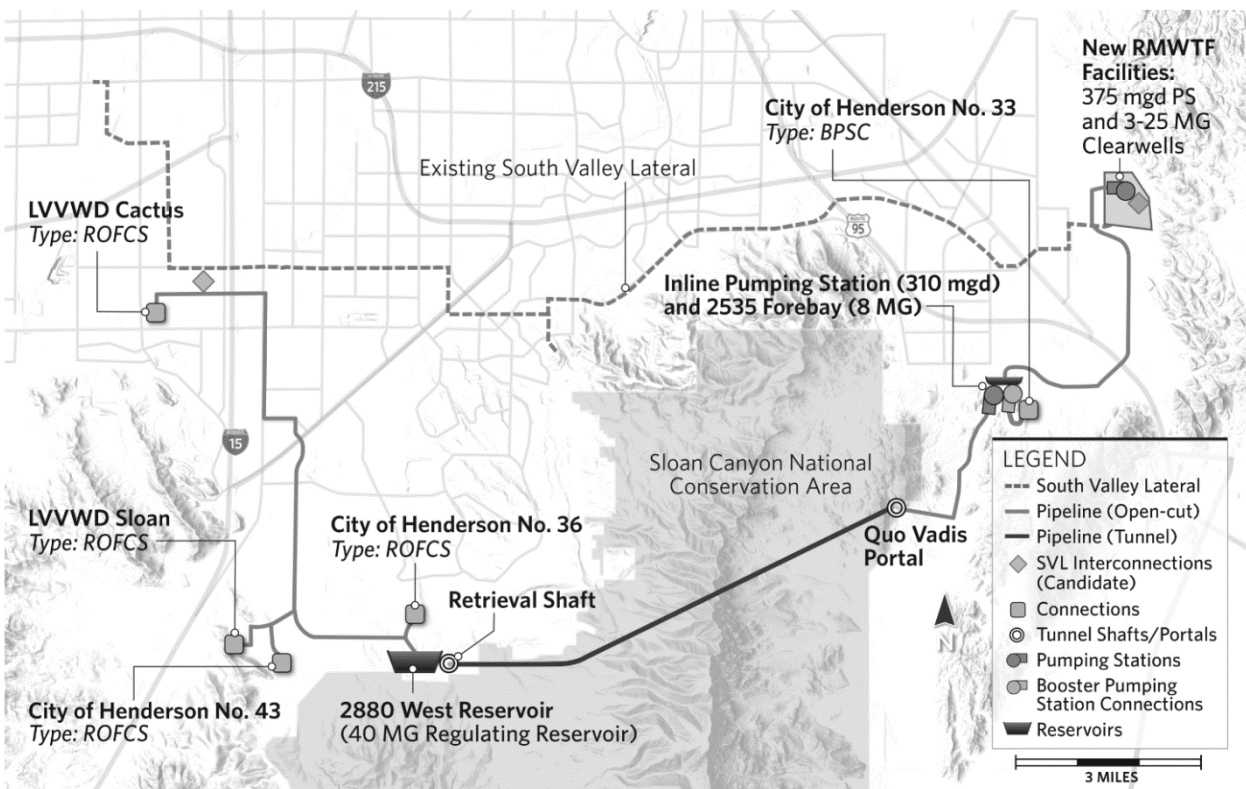 New RMWTF
Facilities:
375 mgd PS
and 3-25 MG
Clearwells
INTERSTATE
215
City of Henderson No. 33
Type: BPSC
Existing South Valley Lateral
LVVWD Cactus
Type: ROFCS
ROUTE
95
Inline Pumping Station (310 mgd)
and 2535 Forebay (8 MG)
15
Sloan Canyon National
Conservation Area
LVVWD Sloan
Type: ROFCS
City of Henderson No. 36
Type: ROFCS
Quo Vadis
Portal
Retrieval Shaft
City of Henderson No. 43
Type: ROFCS
2880 West Reservoir
(40 MG Regulating Reservoir)
N
LEGEND
South Valley Lateral
Pipeline (Open-cut)
Pipeline (Tunnel)
SVL Interconnections
(Candidate)
Connections
Tunnel Shafts/Portals
Pumping Stations
Booster Pumping
Station Connections
Reservoirs
3 MILES